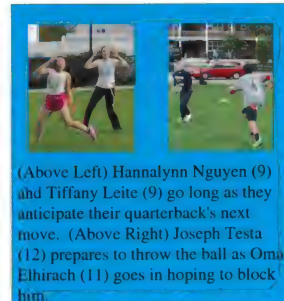 (Above Left) Hannalynn Nguyen (9)
and Tiffany Leite (9) go long as they
anticipate their quarterback's next
move. (Above Right) Joseph Testa
(12) prepares to throw the ball as Oma
Elhirach (11) goes in hoping to block
him.